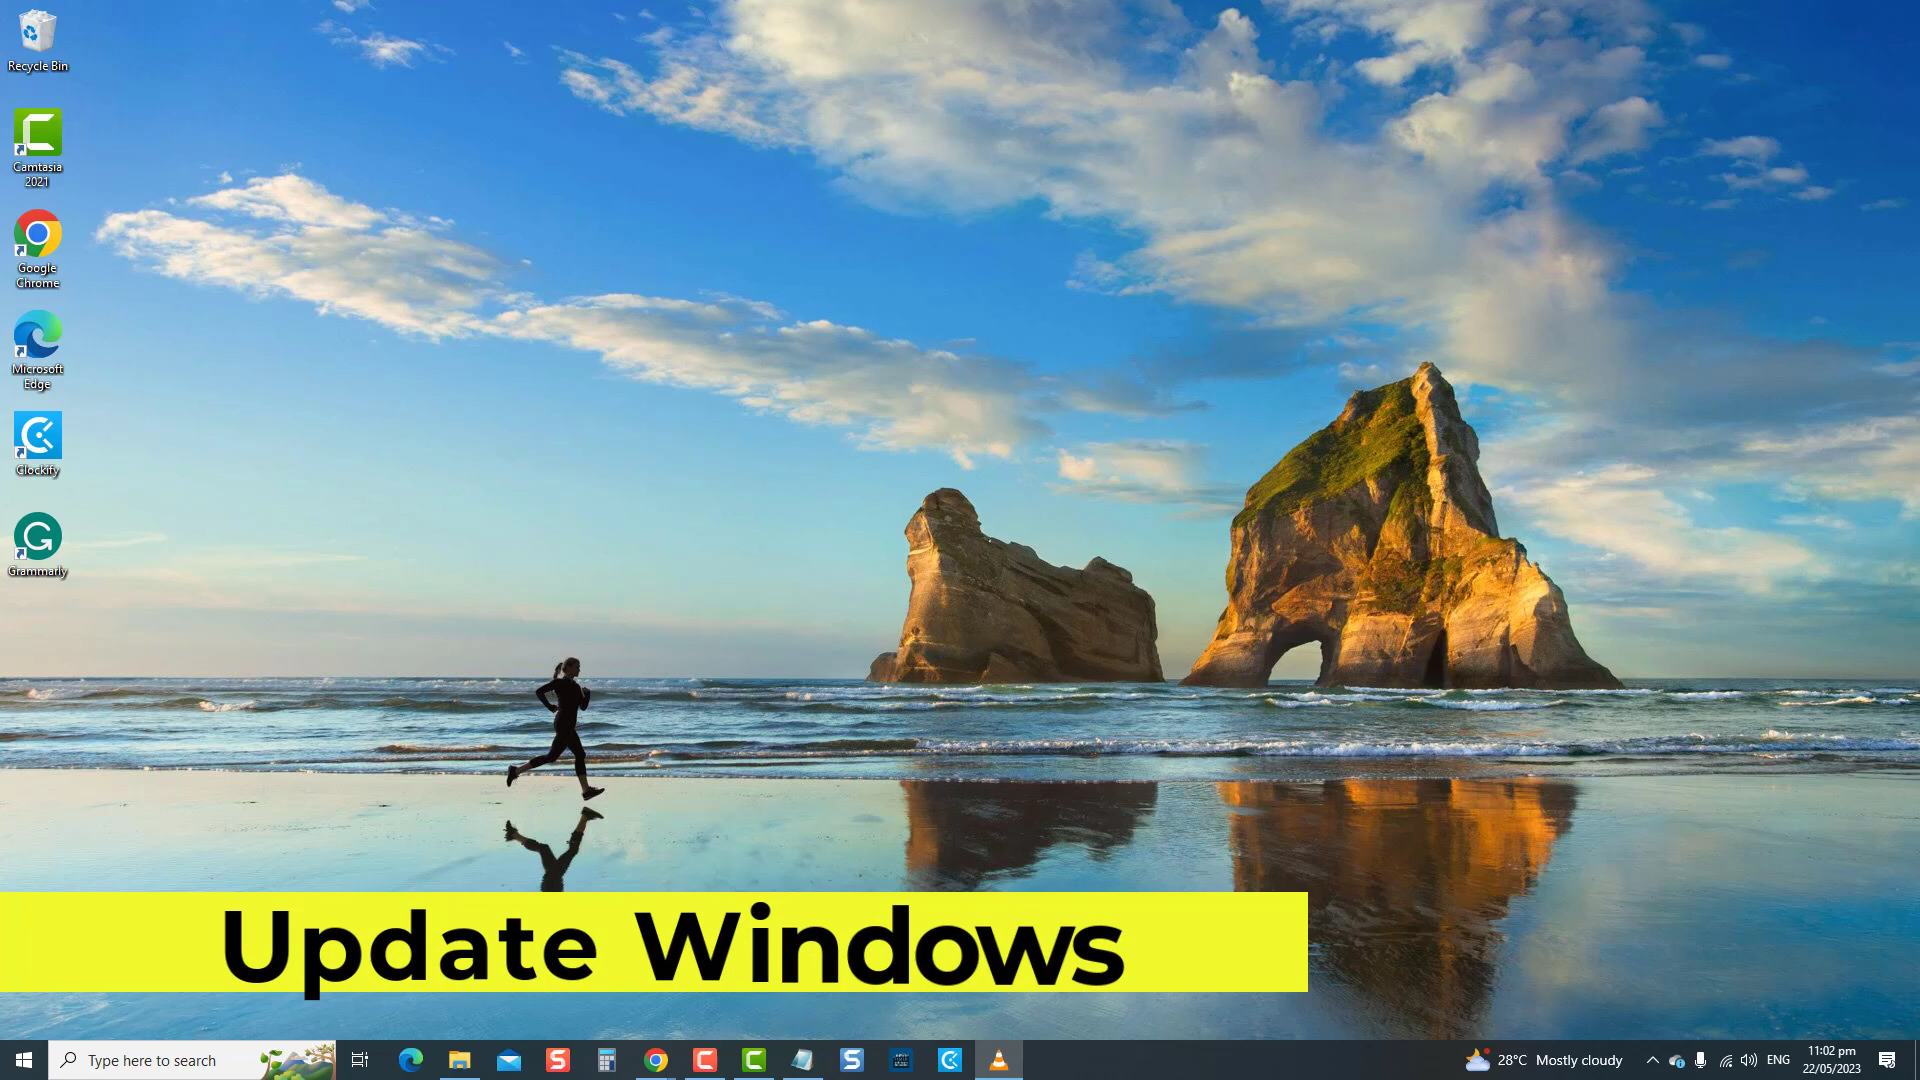 Recycle Bin
Camtasia
2021
Google
Chrome
Microsoft
Edge
Clockify
Grammarly
Update Windows
Type here to search
28°C Mostly cloudy
ENG
11:02 pm
22/05/2023